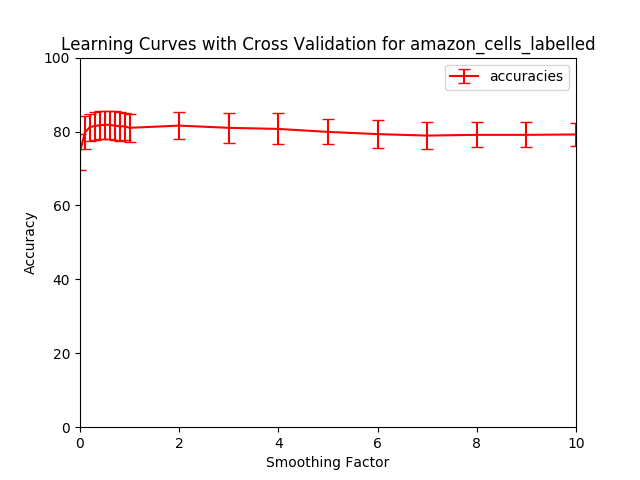 Learning Curves with Cross Validation for amazon_cells_labelled
accuracies
100
80
60
40
20
0
Accuracy
0 2 4 6 8 10
Smoothing Factor